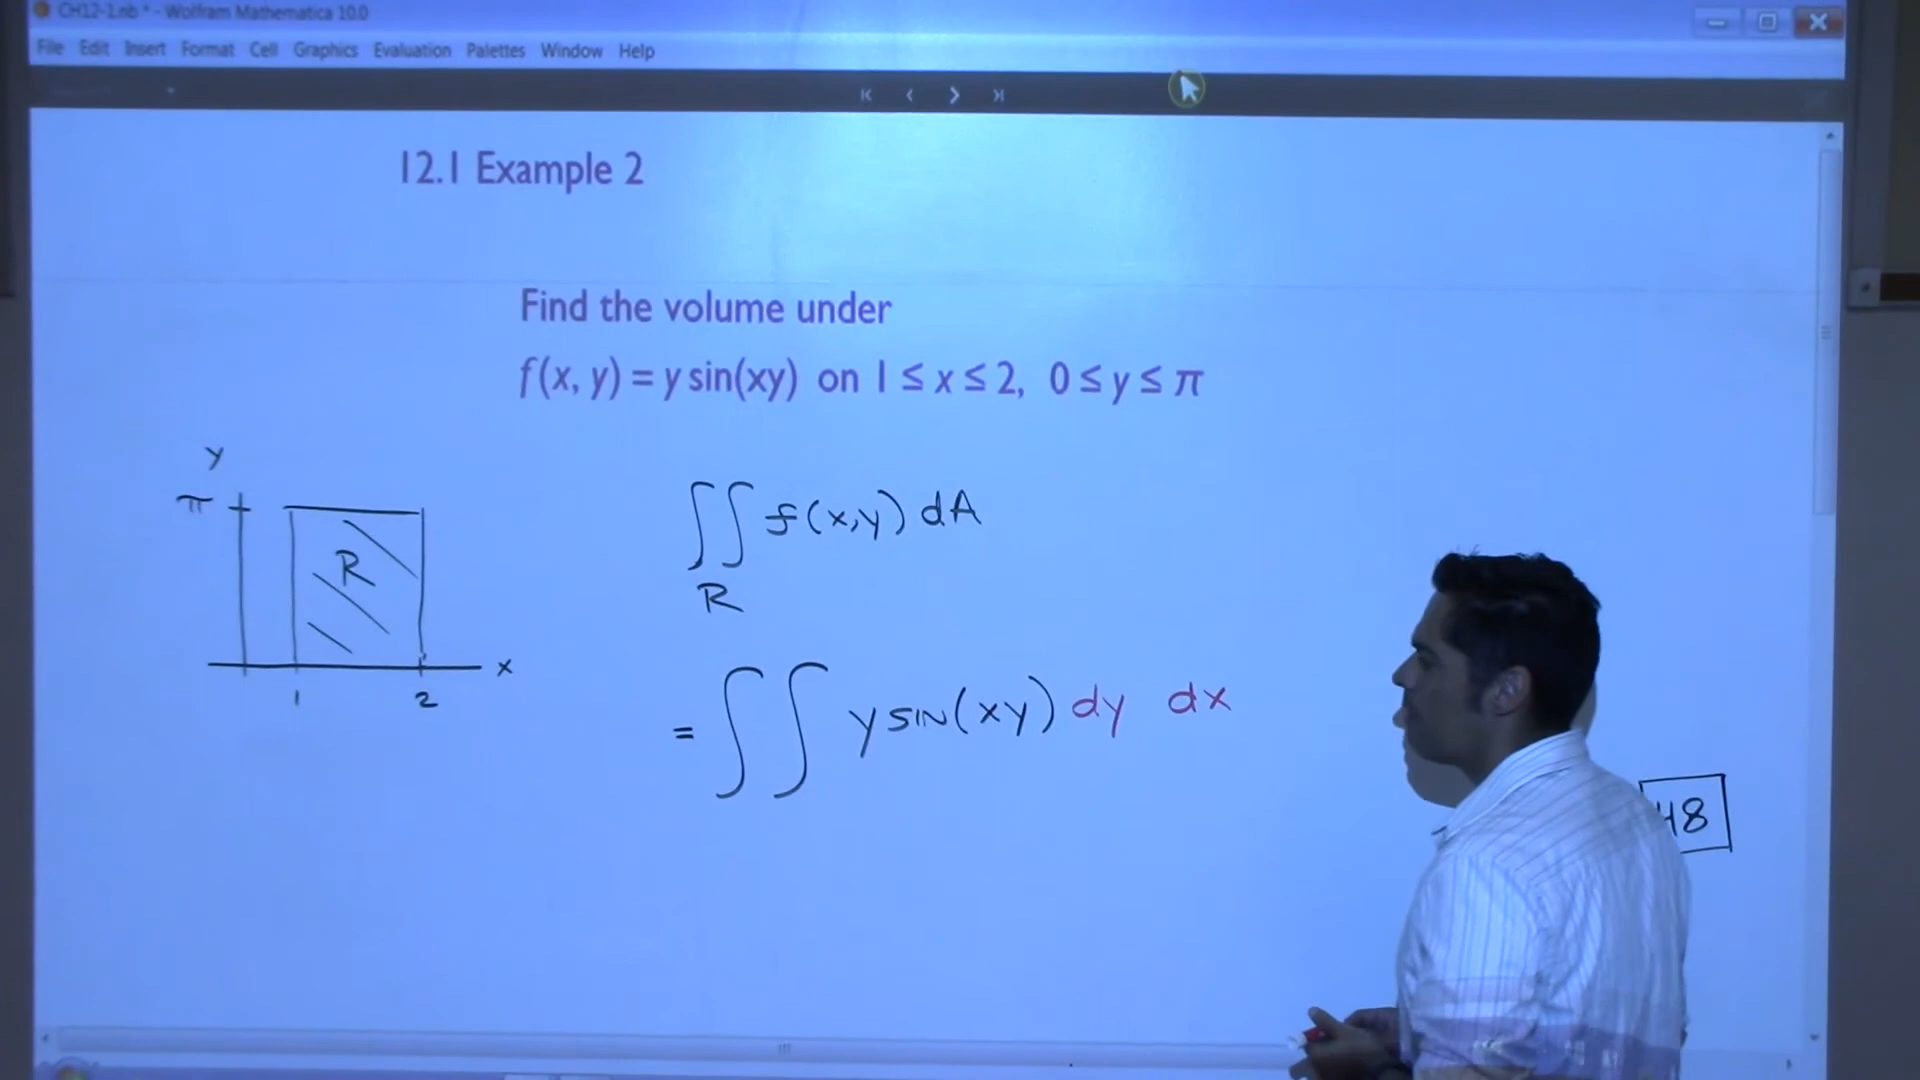 CH12-1.nb * - Wolfram Mathematica 10.0
File Edit Insert Format Cell Graphics Evaluation Palettes Window Help
12.1 Example 2
Find the volume under
f(x, y) = y sin(xy) on 1 ≤ x ≤ 2, 0 ≤ y ≤ π
y
π
R
x
1 2
∬ f(x,y) dA
R
= ∫∫ y sin(xy) dy dx
48